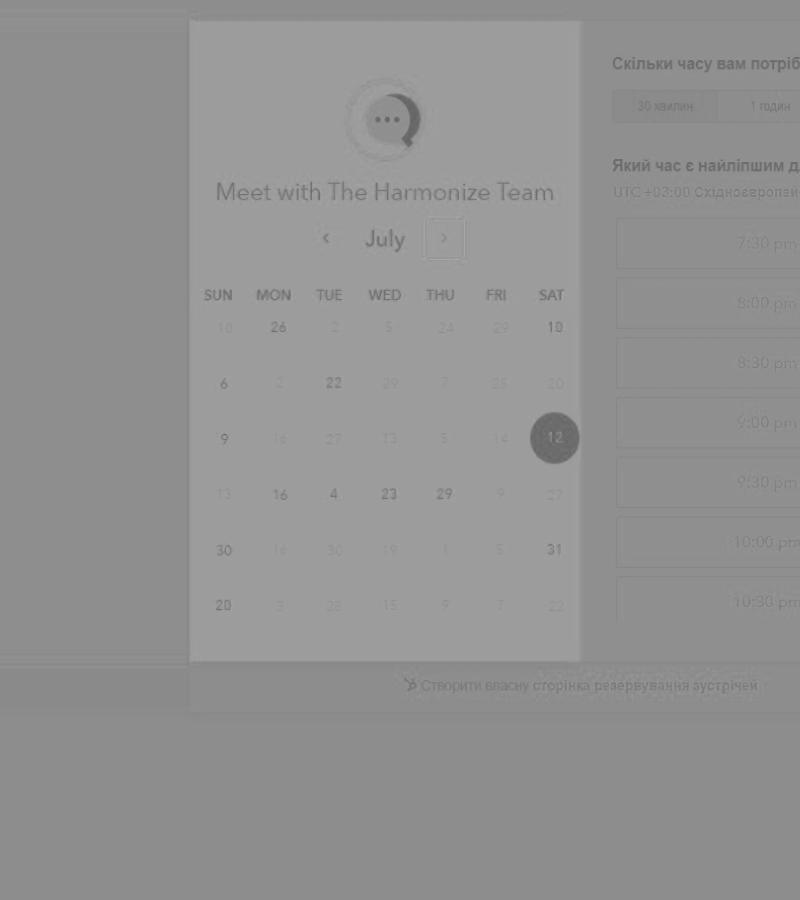 Meet with The Harmonize Team
July
SUN MON TUE WED THU FRI SAT
10 26 2 5 24 29 10
6 2 22 29 7 25 20
9 16 27 13 5 14 12
13 16 4 23 29 9 27
30 16 30 19 1 5 31
20 3 28 15 9 7 22
Скільки часу вам потріб
30 хвилин 1 годин
Який час є найліпшим д
UTC +03:00 Східноєвропей
7:30 pm
8:00 pm
8:30 pm
9:00 pm
9:30 pm
10:00 pm
10:30 pm
Створити власну сторінка резервування зустрічей